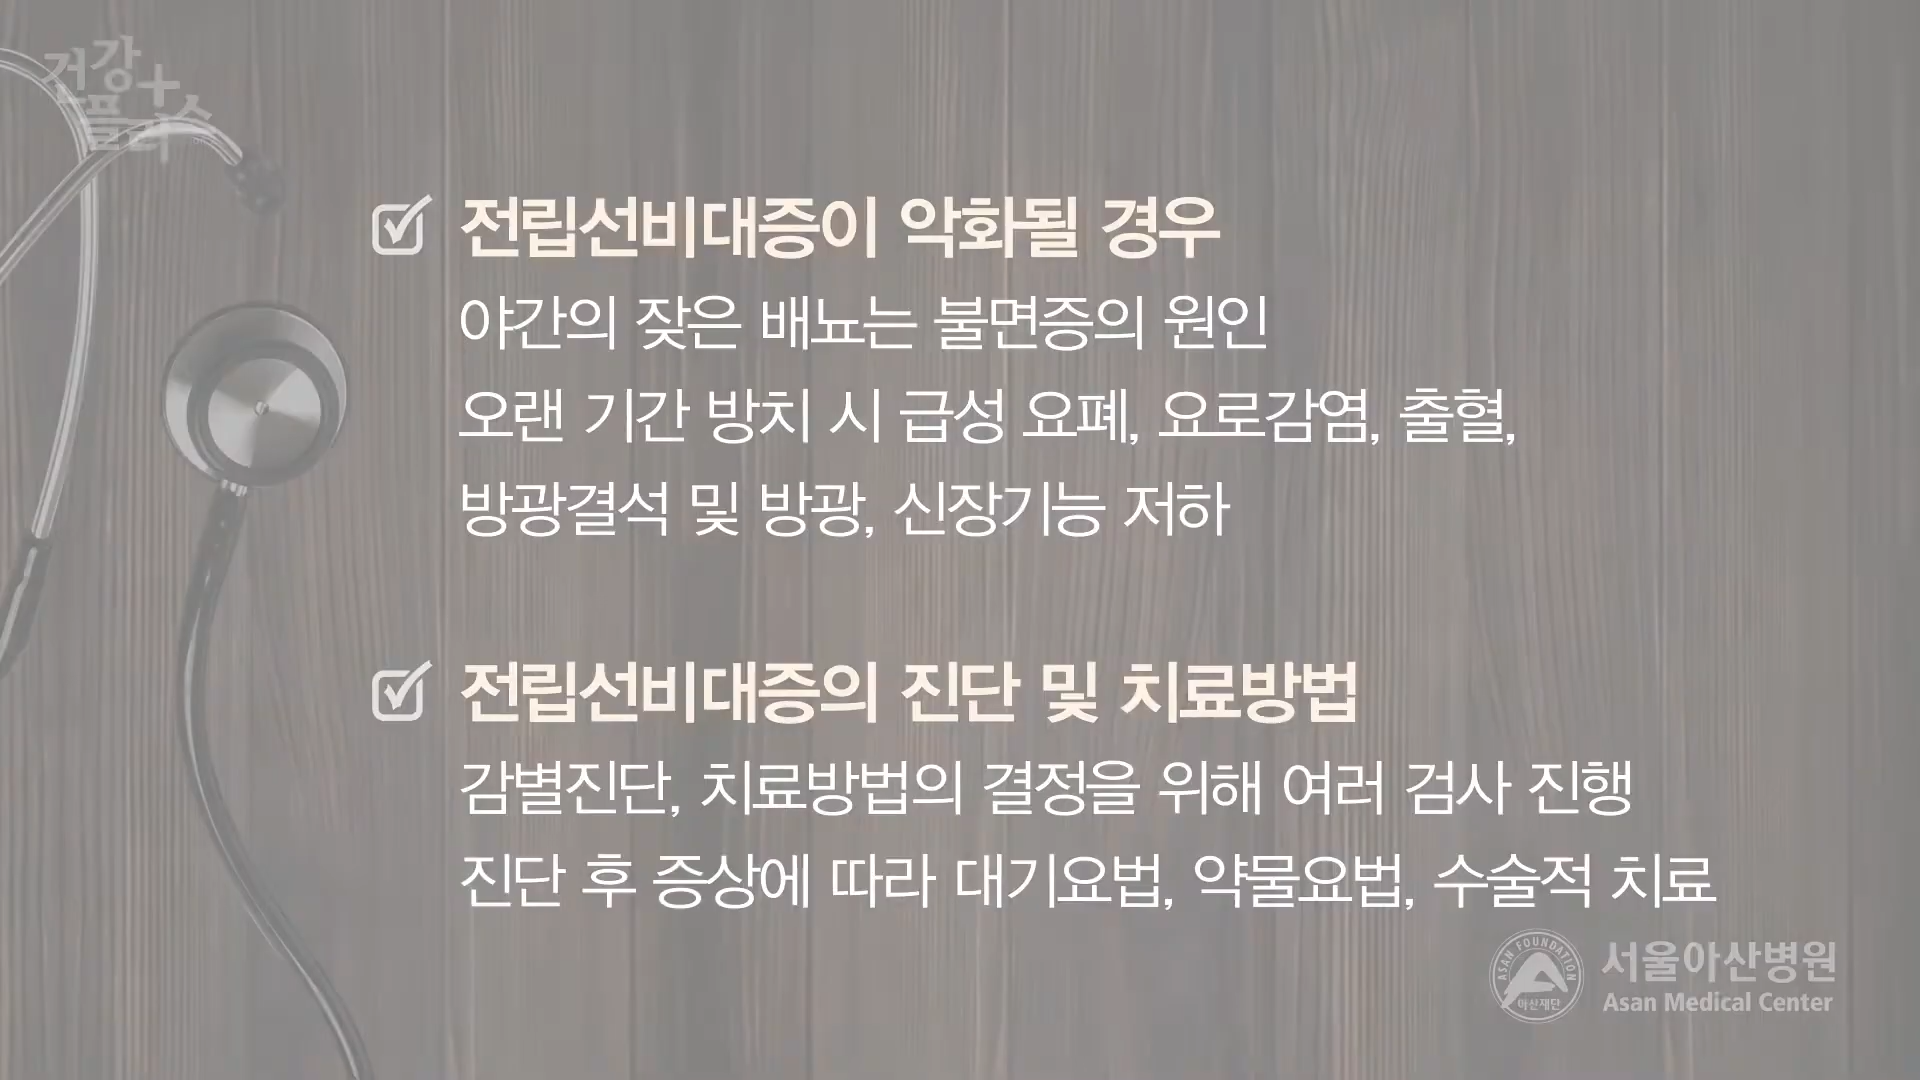 건강+
플러스
전립선비대증이 악화될 경우
야간의 잦은 배뇨는 불면증의 원인
오랜 기간 방치 시 급성 요폐, 요로감염, 출혈,
방광결석 및 방광, 신장기능 저하
전립선비대증의 진단 및 치료방법
감별진단, 치료방법의 결정을 위해 여러 검사 진행
진단 후 증상에 따라 대기요법, 약물요법, 수술적 치료
ASAN FOUNDATION
아산재단
서울아산병원
Asan Medical Center